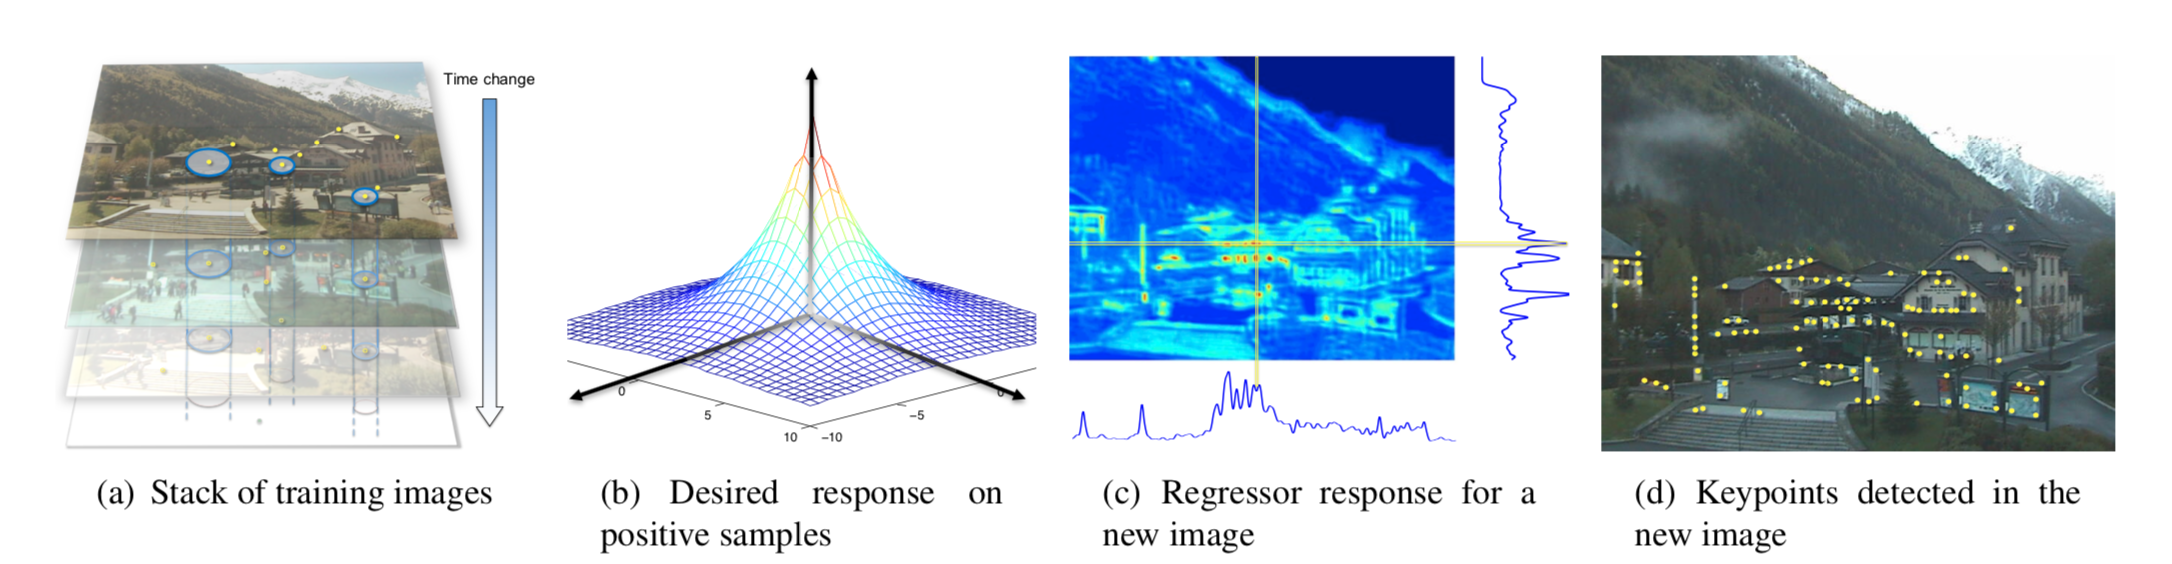 Time change
0
5
10
−10
−5
0
(a) Stack of training images
(b) Desired response on
positive samples
(c) Regressor response for a
new image
(d) Keypoints detected in the
new image